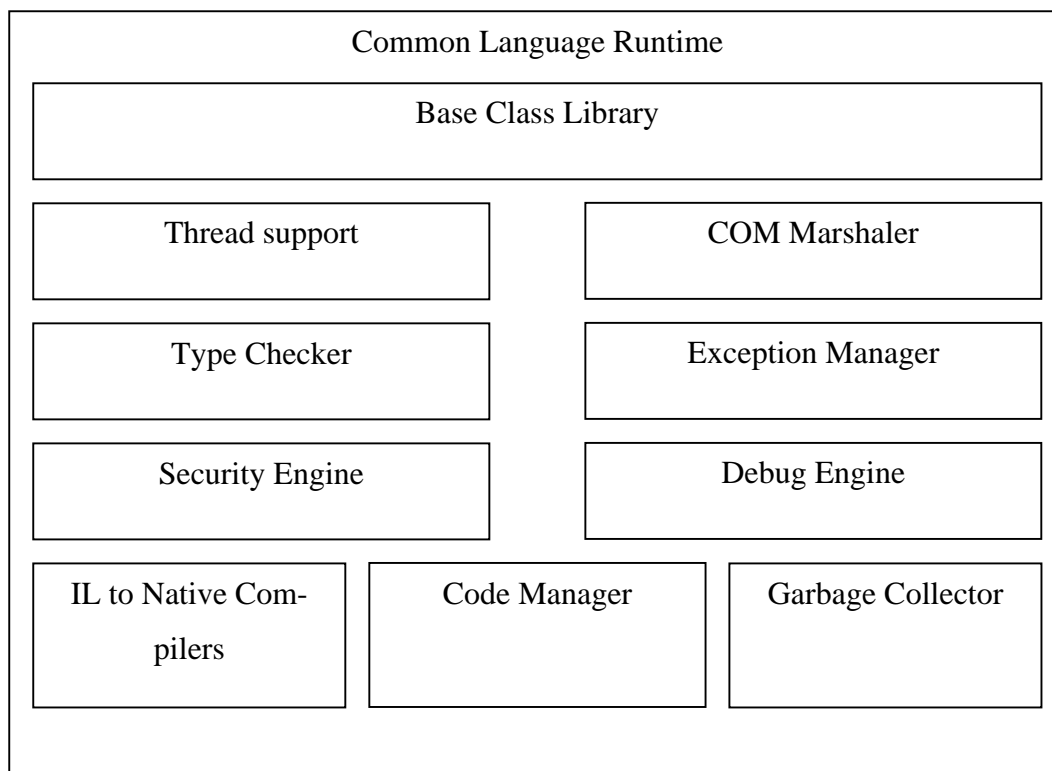 Common Language Runtime
Base Class Library
Thread support
COM Marshaler
Type Checker
Exception Manager
Security Engine
Debug Engine
IL to Native Com-
pilers
Code Manager
Garbage Collector